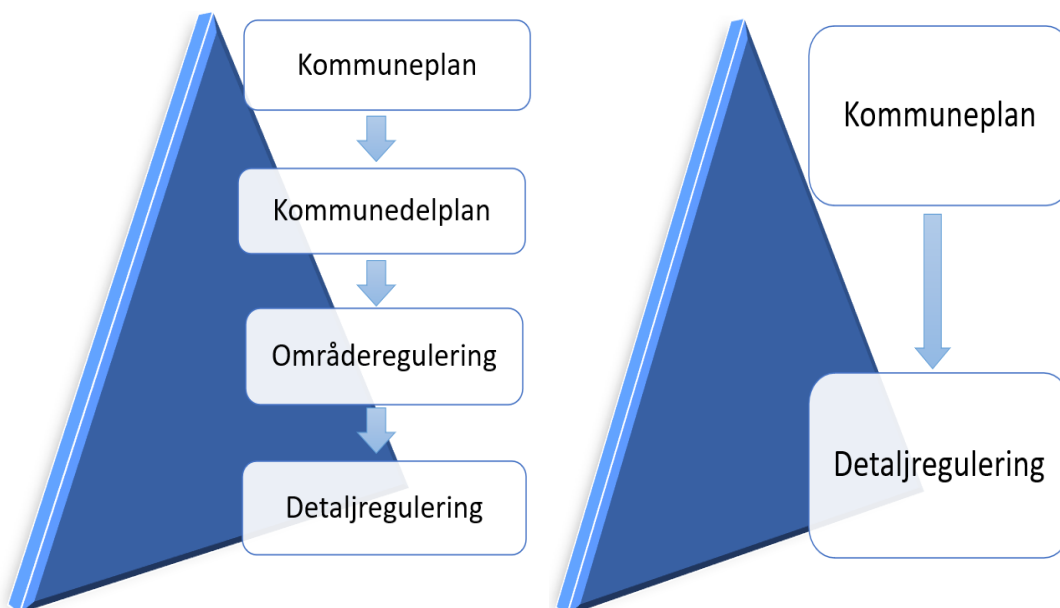 Kommuneplan
Kommunedelplan
Områderegulering
Detaljregulering
Kommuneplan
Detaljregulering